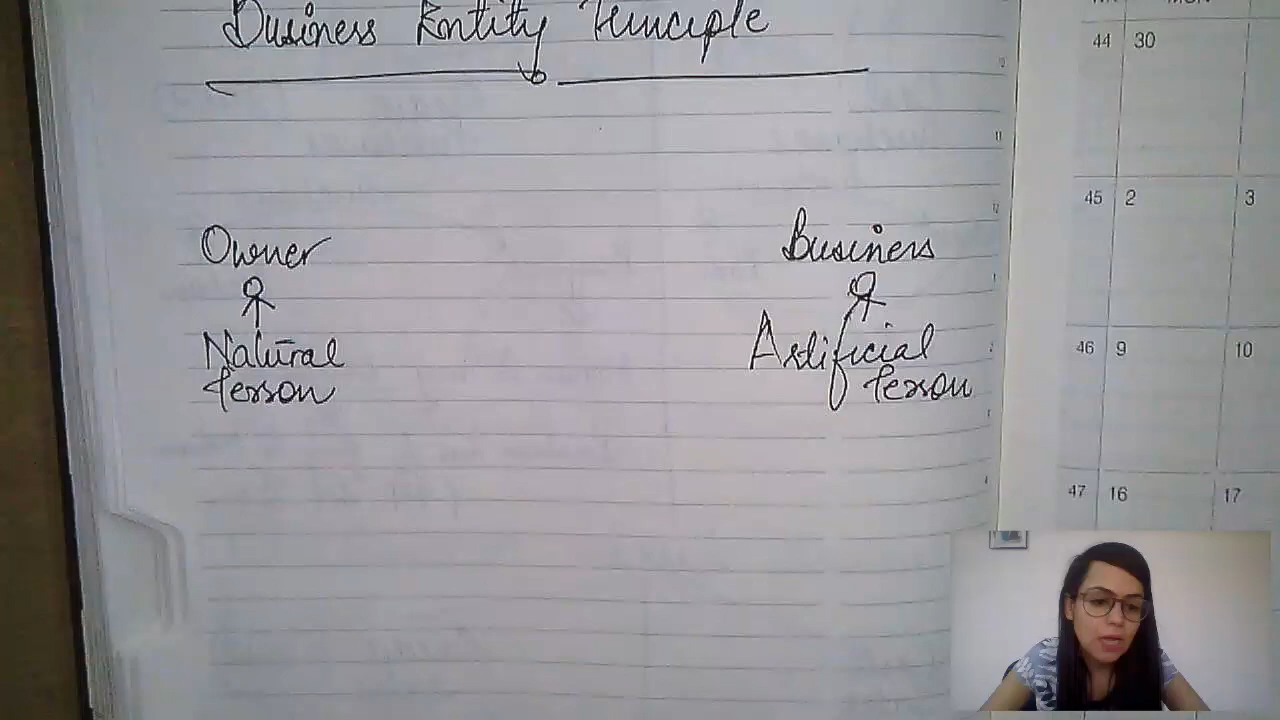 Business Entity Principle
Owner
Business
Natural
Person
Artificial
Person
44 30
45 2 3
46 9 10
47 16 17